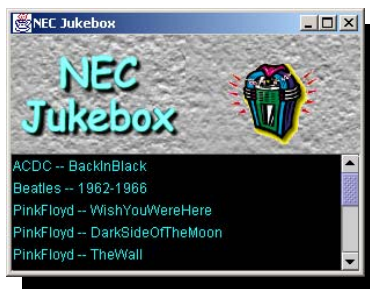 NEC Jukebox
NEC
Jukebox
ACDC -- BackInBlack
Beatles -- 1962-1966
PinkFloyd -- WishYouWereHere
PinkFloyd -- DarkSideOfTheMoon
PinkFloyd -- TheWall